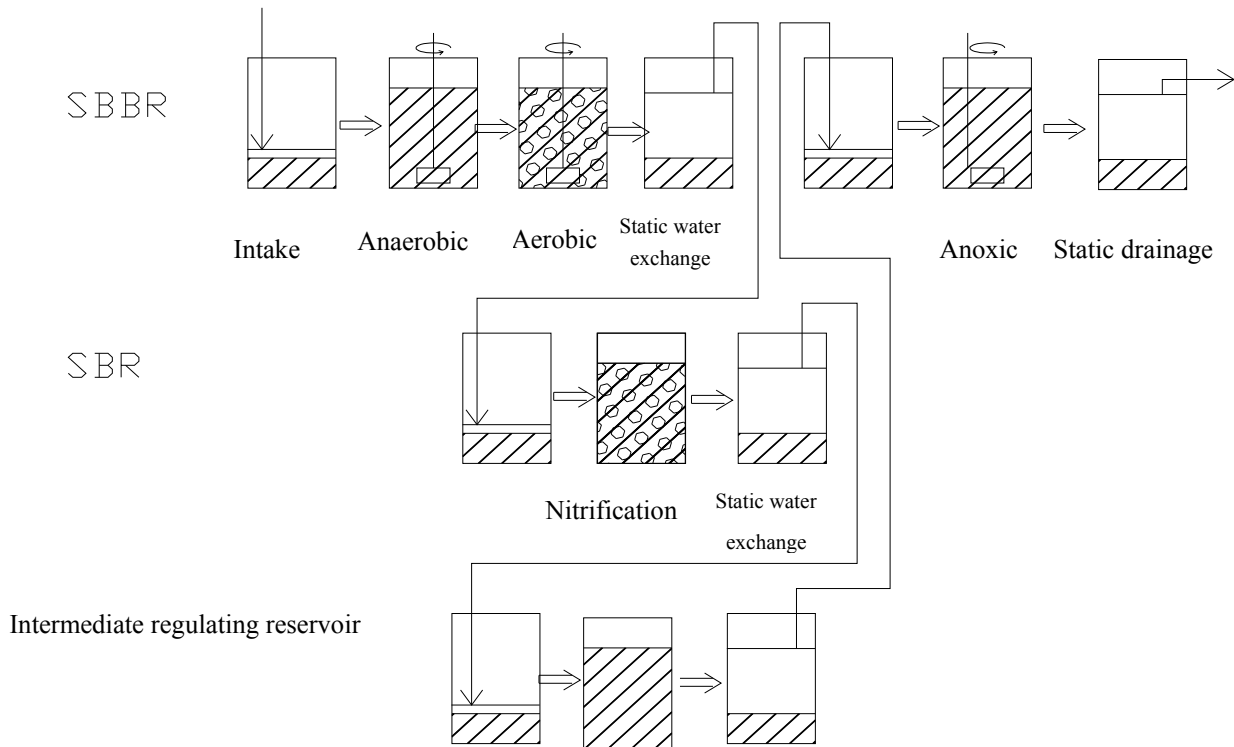 SBBR
Intake
Anaerobic
Aerobic
Static water
exchange
Anoxic
Static drainage
SBR
Nitrification
Static water
exchange
Intermediate regulating reservoir